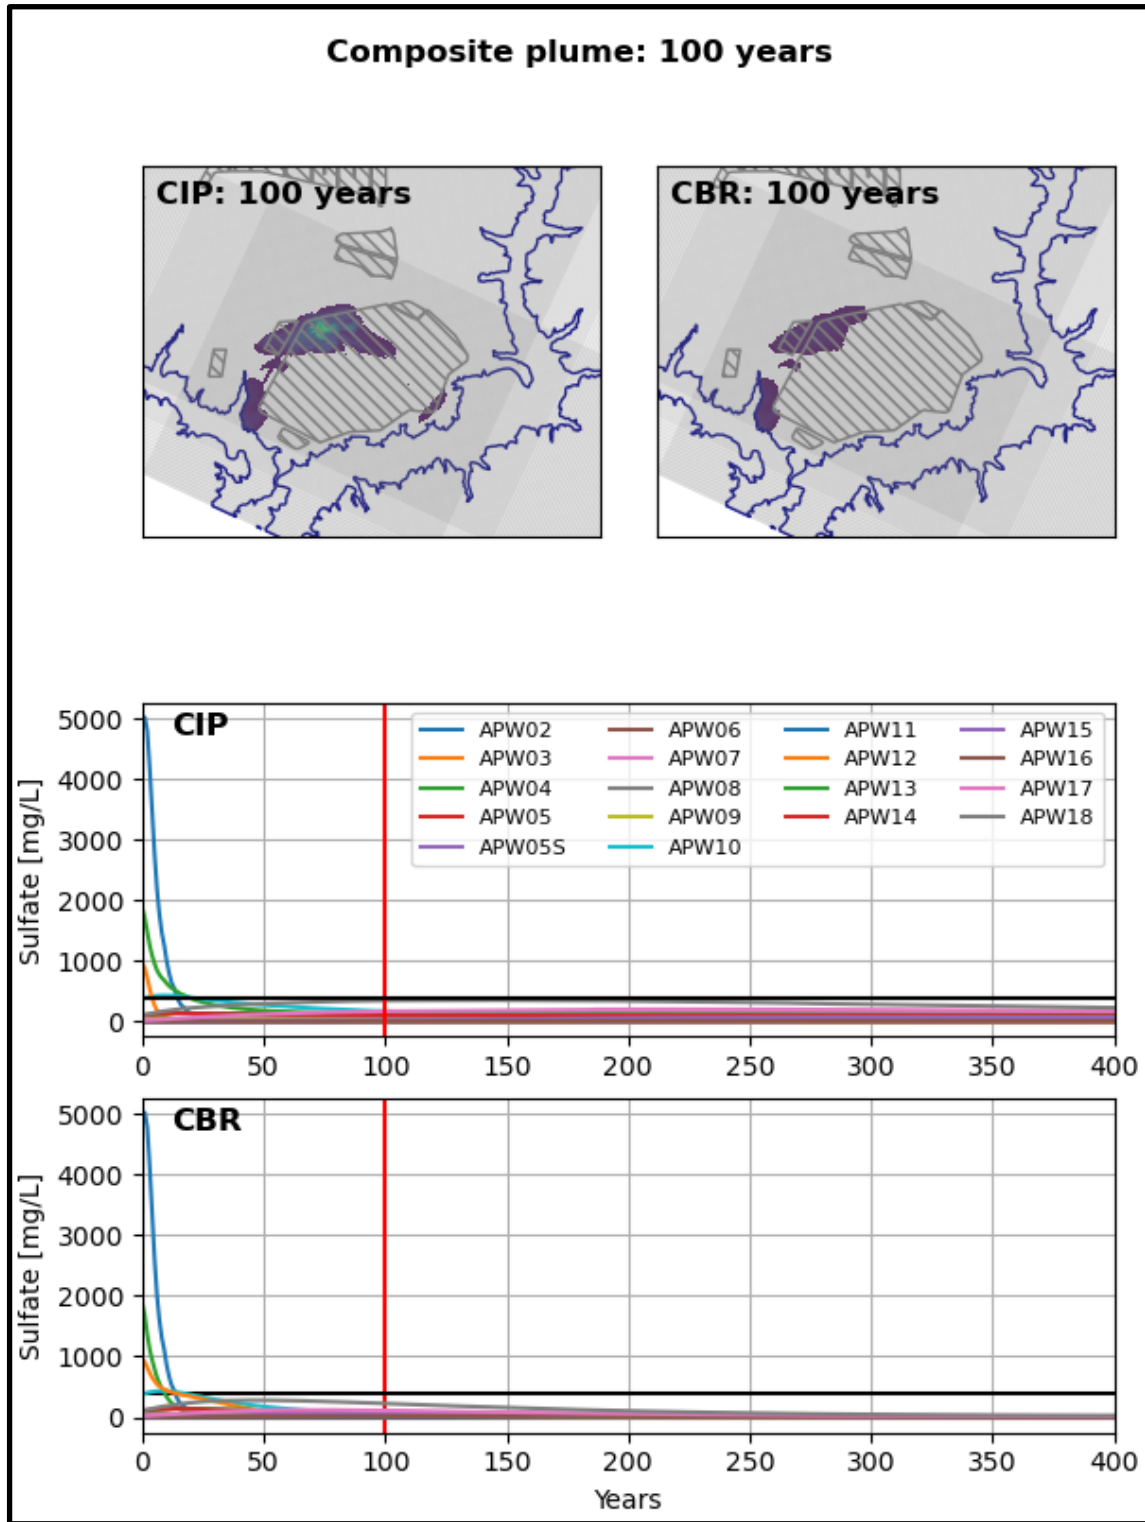 Composite plume: 100 years
CIP: 100 years
CBR: 100 years
CIP
APW02 APW06 APW11 APW15
APW03 APW07 APW12 APW16
APW04 APW08 APW13 APW17
APW05 APW09 APW14 APW18
APW05S APW10
Sulfate [mg/L]
5000
4000
3000
2000
1000
0
0 50 100 150 200 250 300 350 400
CBR
Sulfate [mg/L]
5000
4000
3000
2000
1000
0
0 50 100 150 200 250 300 350 400
Years